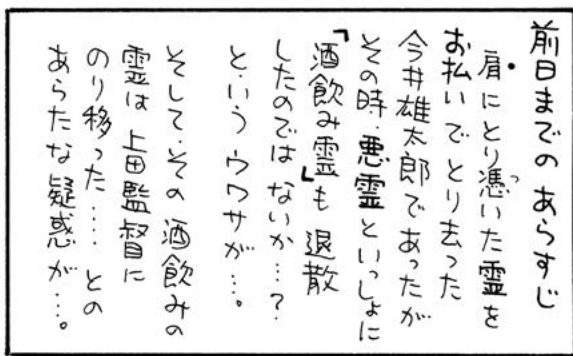 前日までの あらすじ
肩にとり憑いた霊を
お払いで とり去った
今井雄太郎であったが
その時、悪霊といっしょに
「酒飲み霊」も 退散
したのでは ないか…?
という ウワサが…。
そして、その 酒飲みの
霊は 上田監督に
のり移った…… との
あらたな疑惑が…。